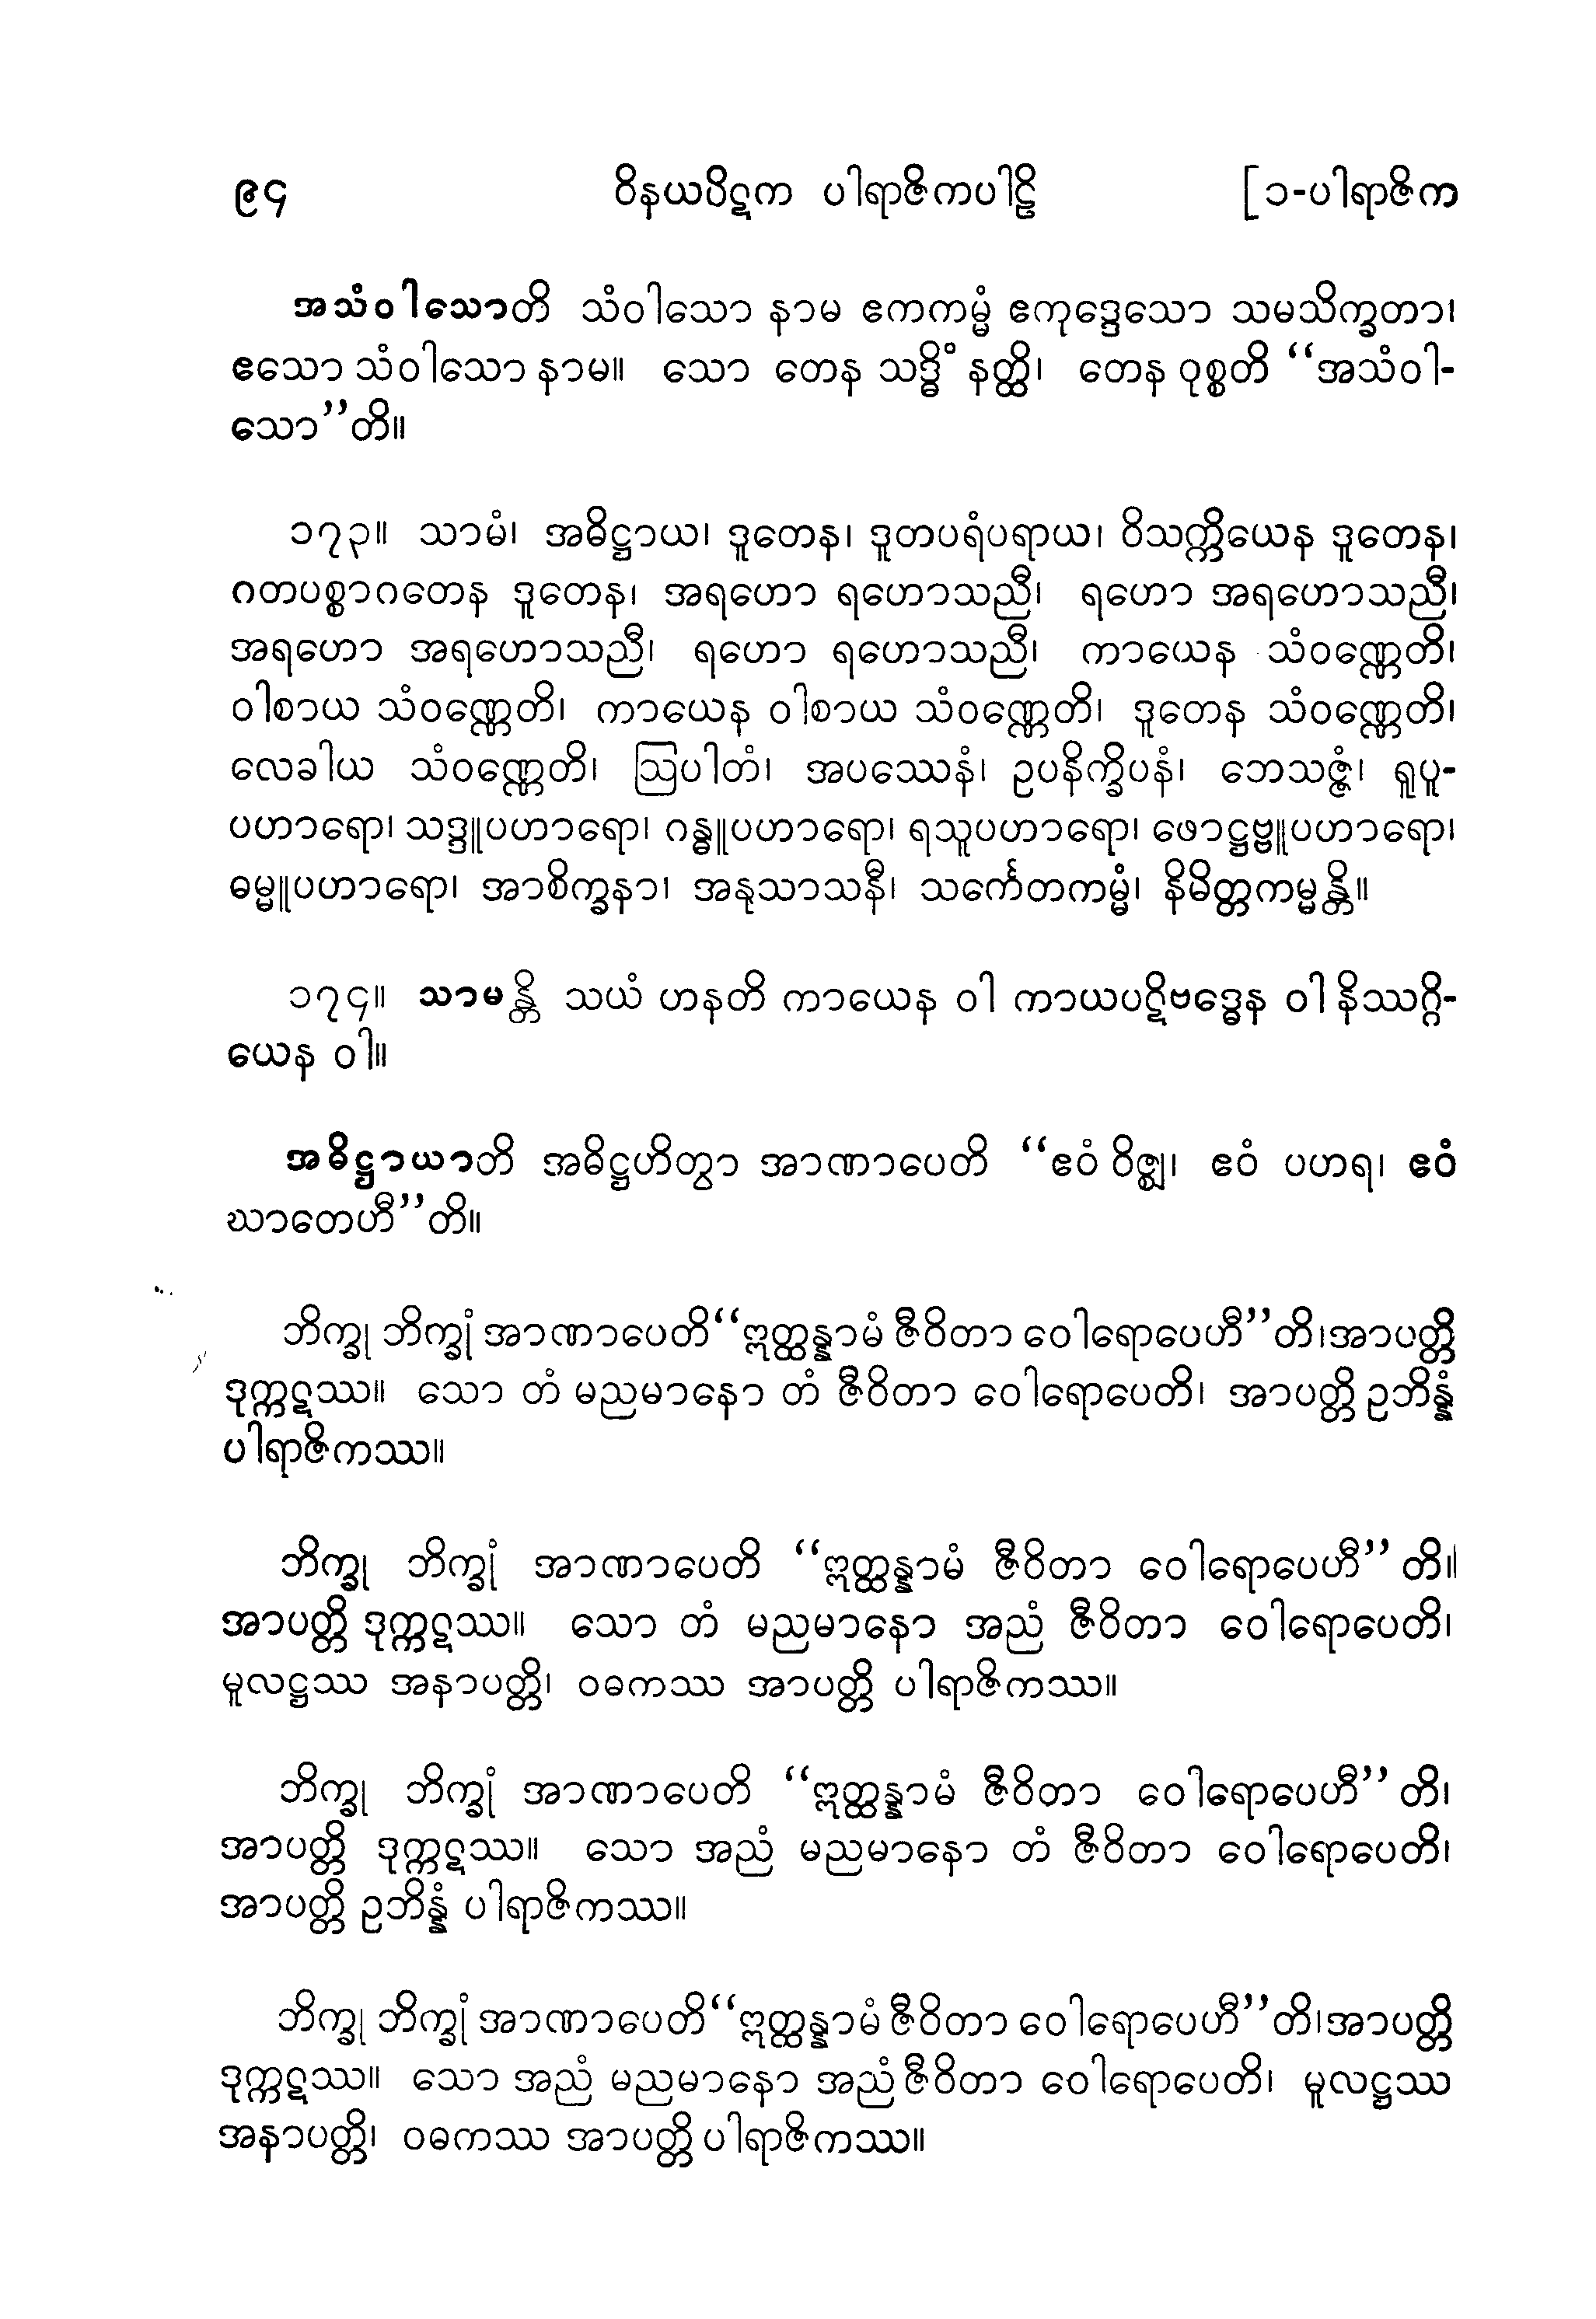 ၉၄ ဝိနယပိဋက ပါရာဇိကပါဠိ [၁-ပါရာဇိက
အသံဝါသောတိ သံဝါသော နာမ ဧကကမ္မံ ဧကုဒ္ဒေသော သမသိက္ခတာ၊
ဧသော သံဝါသော နာမ။ သော တေန သဒ္ဓိံ နတ္ထိ၊ တေန ဝုစ္စတိ “အသံဝါ-
သော”တိ။
၁၇၃။ သာမံ၊ အဓိဋ္ဌာယ၊ ဒူတေန၊ ဒူတပရံပရာယ၊ ဝိသက္ကိယေန ဒူတေန၊
ဂတပစ္စာဂတေန ဒူတေန၊ အရဟော ရဟောသညီ၊ ရဟော အရဟောသညီ၊
အရဟော အရဟောသညီ၊ ရဟော ရဟောသညီ၊ ကာယေန သံဝဏ္ဏေတိ၊
ဝါစာယ သံဝဏ္ဏေတိ၊ ကာယေန ဝါစာယ သံဝဏ္ဏေတိ၊ ဒူတေန သံဝဏ္ဏေတိ၊
လေခါယ သံဝဏ္ဏေတိ၊ ဩပါတံ၊ အပဿေနံ၊ ဥပနိက္ခိပနံ၊ ဘေသဇ္ဇံ၊ ရူပူ-
ပဟာရော၊ သဒ္ဒူပဟာရော၊ ဂန္ဓူပဟာရော၊ ရသူပဟာရော၊ ဖောဋ္ဌဗ္ဗူပဟာရော၊
ဓမ္မူပဟာရော၊ အာစိက္ခနာ၊ အနုသာသနီ၊ သင်္ကေတကမ္မံ၊ နိမိတ္တကမ္မန္တိ။
၁၇၄။ သာမန္တိ သယံ ဟနတိ ကာယေန ဝါ ကာယပဋိဗဒ္ဓေန ဝါ နိဿဂ္ဂိ-
ယေန ဝါ။
အဓိဋ္ဌာယာတိ အဓိဋ္ဌဟိတွာ အာဏာပေတိ “ဧဝံ ဝိဇ္ဈ၊ ဧဝံ ပဟရ၊ ဧဝံ
ဃာတေဟီ”တိ။
ဘိက္ခု ဘိက္ခုံ အာဏာပေတိ“ဣတ္ထန္နာမံ ဇီဝိတာ ဝေါရောပေဟီ”တိ၊အာပတ္တိ
ဒုက္ကဋဿ။ သော တံ မညမာနော တံ ဇီဝိတာ ဝေါရောပေတိ၊ အာပတ္တိ ဥဘိန္နံ
ပါရာဇိကဿ။
ဘိက္ခု ဘိက္ခုံ အာဏာပေတိ “ဣတ္ထန္နာမံ ဇီဝိတာ ဝေါရောပေဟီ” တိ။
အာပတ္တိ ဒုက္ကဋဿ။ သော တံ မညမာနော အညံ ဇီဝိတာ ဝေါရောပေတိ၊
မူလဋ္ဌဿ အနာပတ္တိ၊ ဝဓကဿ အာပတ္တိ ပါရာဇိကဿ။
ဘိက္ခု ဘိက္ခုံ အာဏာပေတိ “ဣတ္ထန္နာမံ ဇီဝိတာ ဝေါရောပေဟီ” တိ၊
အာပတ္တိ ဒုက္ကဋဿ။ သော အညံ မညမာနော တံ ဇီဝိတာ ဝေါရောပေတိ၊
အာပတ္တိ ဥဘိန္နံ ပါရာဇိကဿ။
ဘိက္ခု ဘိက္ခုံ အာဏာပေတိ“ဣတ္ထန္နာမံ ဇီဝိတာ ဝေါရောပေဟီ”တိ၊အာပတ္တိ
ဒုက္ကဋဿ။ သော အညံ မညမာနော အညံ ဇီဝိတာ ဝေါရောပေတိ၊ မူလဋ္ဌဿ
အနာပတ္တိ၊ ဝဓကဿ အာပတ္တိ ပါရာဇိကဿ။